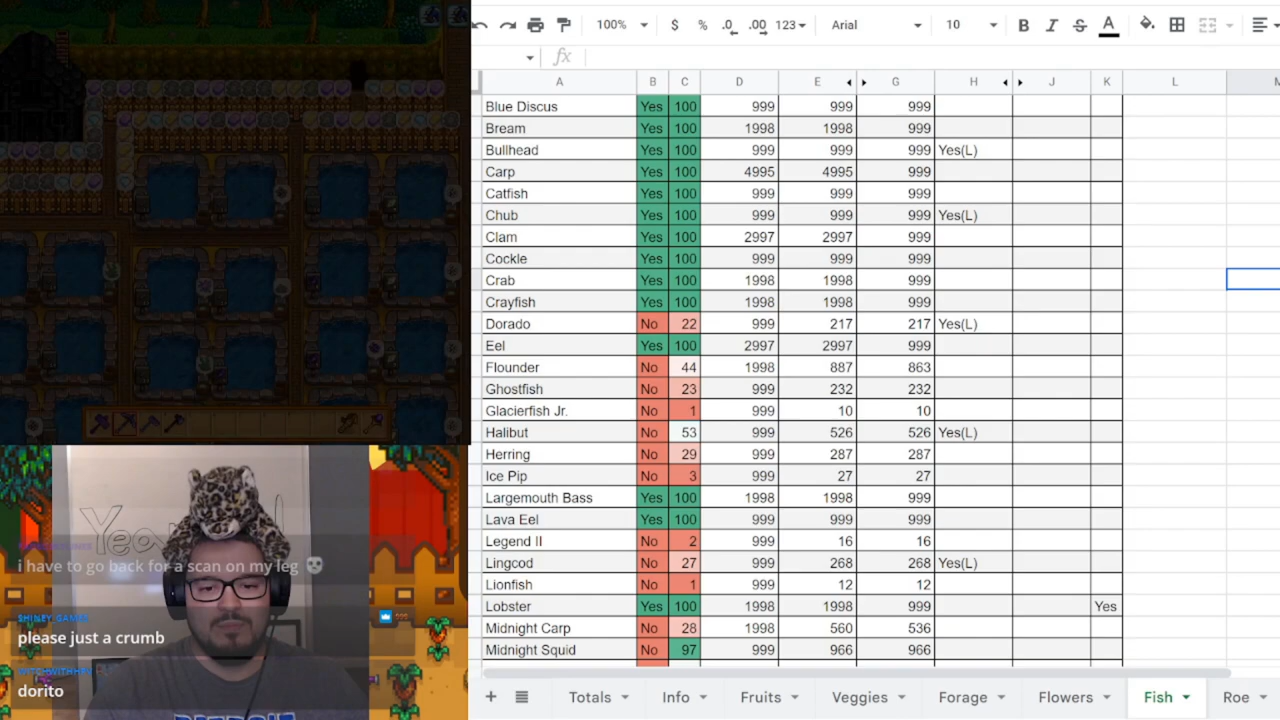 100% $ % .0 .00 123 Arial 10 B I S A
fx
A B C D E G H J K L M
Blue Discus Yes 100 999 999 999
Bream Yes 100 1998 1998 999
Bullhead Yes 100 999 999 999 Yes(L)
Carp Yes 100 4995 4995 999
Catfish Yes 100 999 999 999
Chub Yes 100 999 999 999 Yes(L)
Clam Yes 100 2997 2997 999
Cockle Yes 100 999 999 999
Crab Yes 100 1998 1998 999
Crayfish Yes 100 1998 1998 999
Dorado No 22 999 217 217 Yes(L)
Eel Yes 100 2997 2997 999
Flounder No 44 1998 887 863
Ghostfish No 23 999 232 232
Glacierfish Jr. No 1 999 10 10
Halibut No 53 999 526 526 Yes(L)
Herring No 29 999 287 287
Ice Pip No 3 999 27 27
Largemouth Bass Yes 100 1998 1998 999
Lava Eel Yes 100 999 999 999
Legend II No 2 999 16 16
Lingcod No 27 999 268 268 Yes(L)
Lionfish No 1 999 12 12
Lobster Yes 100 1998 1998 999 Yes
Midnight Carp No 28 1998 560 536
Midnight Squid No 97 999 966 966
Totals Info Fruits Veggies Forage Flowers Fish Roe
i have to go back for a scan on my leg
please just a crumb
dorito